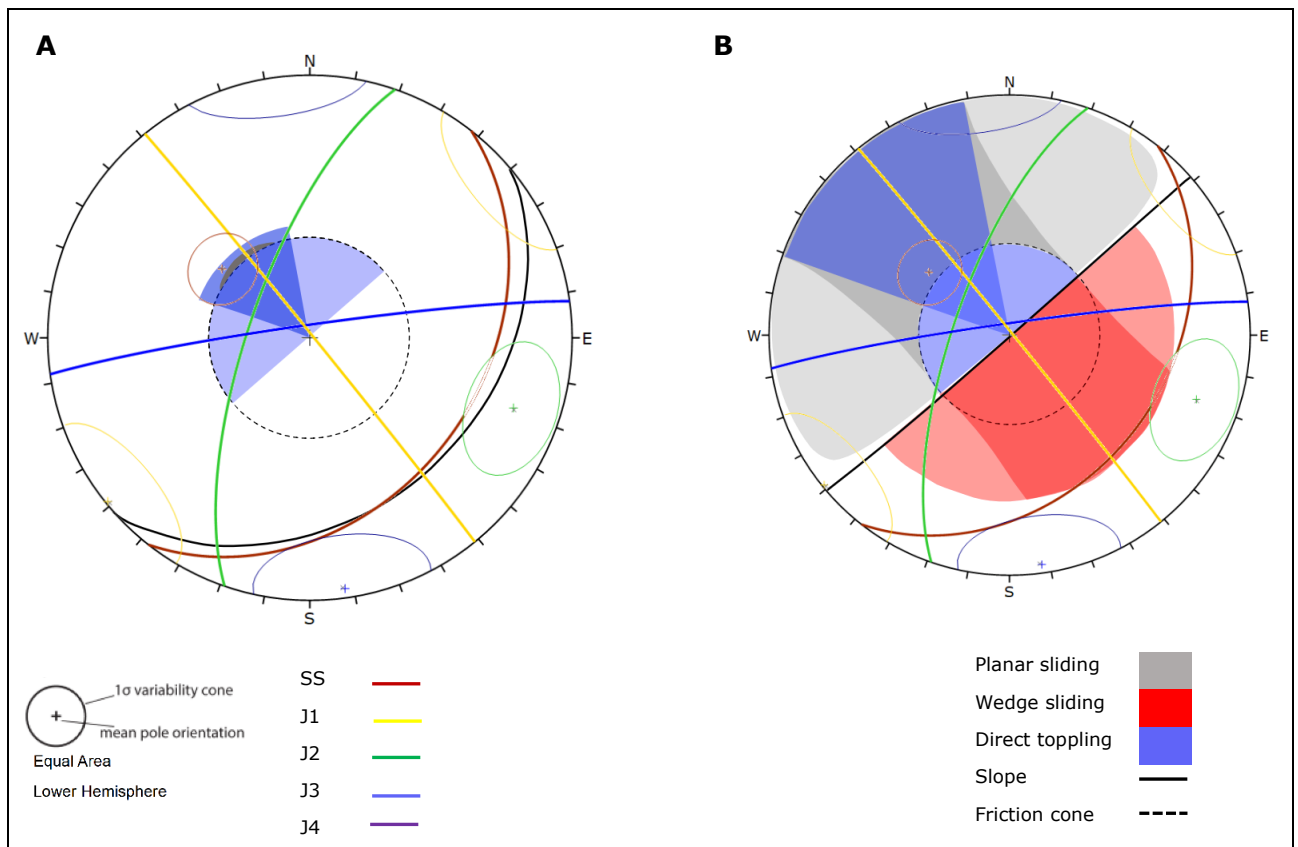 A
B
N
W
E
S
N
W
E
S
1σ variability cone
mean pole orientation
Equal Area
Lower Hemisphere
SS
J1
J2
J3
J4
Planar sliding
Wedge sliding
Direct toppling
Slope
Friction cone